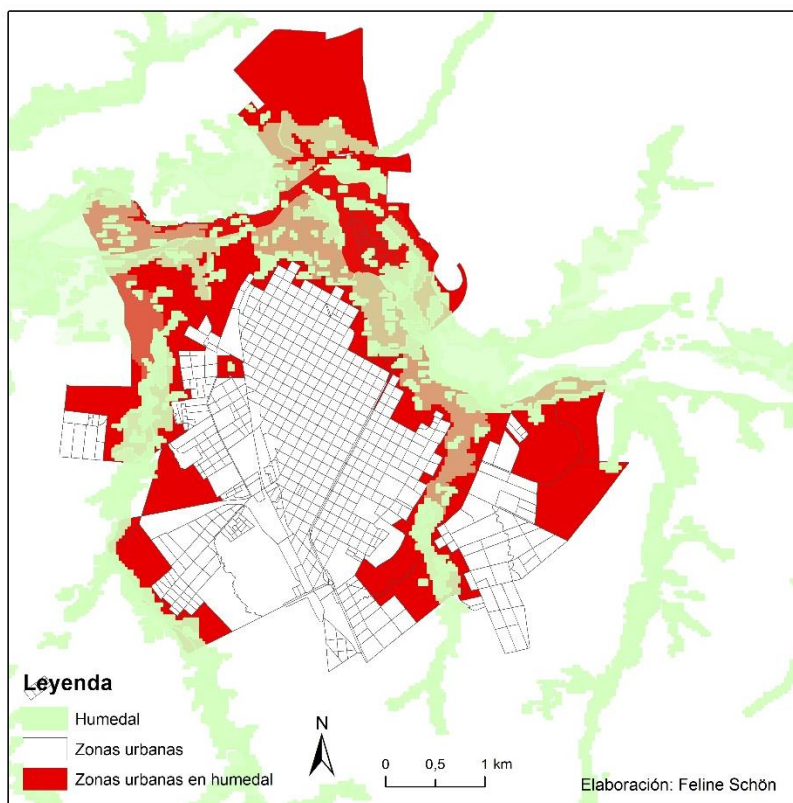 Leyenda
Humedal
Zonas urbanas
Zonas urbanas en humedal
N
0 0,5 1 km
Elaboración: Feline Schön